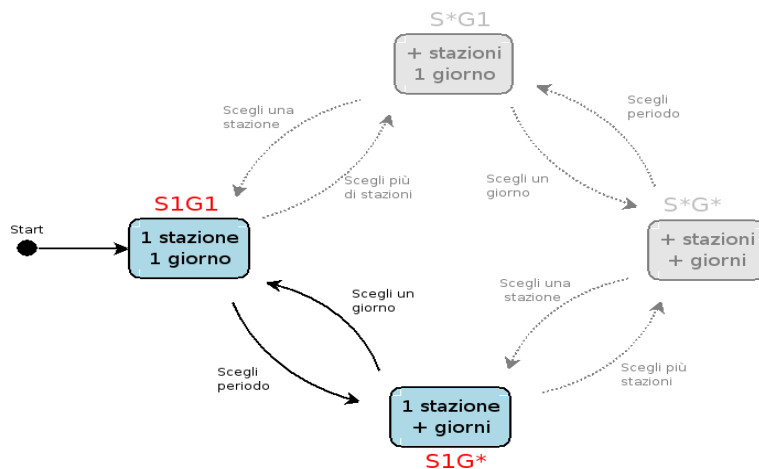 S*G1
+ stazioni
1 giorno
Scegli una
stazione
Scegli
periodo
Scegli più
di stazioni
Scegli un
giorno
S1G1
S*G*
Start
1 stazione
1 giorno
+ stazioni
+ giorni
Scegli un
giorno
Scegli una
stazione
Scegli
periodo
Scegli più
stazioni
1 stazione
+ giorni
S1G*